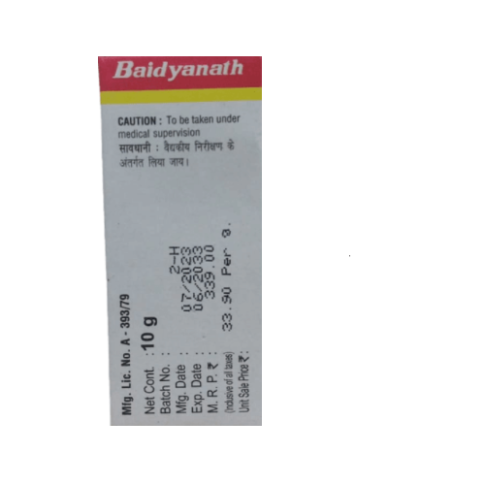 Baidyanath
CAUTION : To be taken under
medical supervision
सावधानी : वैद्यकीय निरीक्षण के
अंतर्गत लिया जाय।
Mfg. Lic. No. A - 393/79
Net Cont. : 10 g
Batch No. : 2-H
Mfg. Date : 07/2023
Exp. Date : 06/2033
M. R. P. ₹ : 339.00
(Inclusive of all taxes)
Unit Sale Price ₹ : 33.90 Per g.